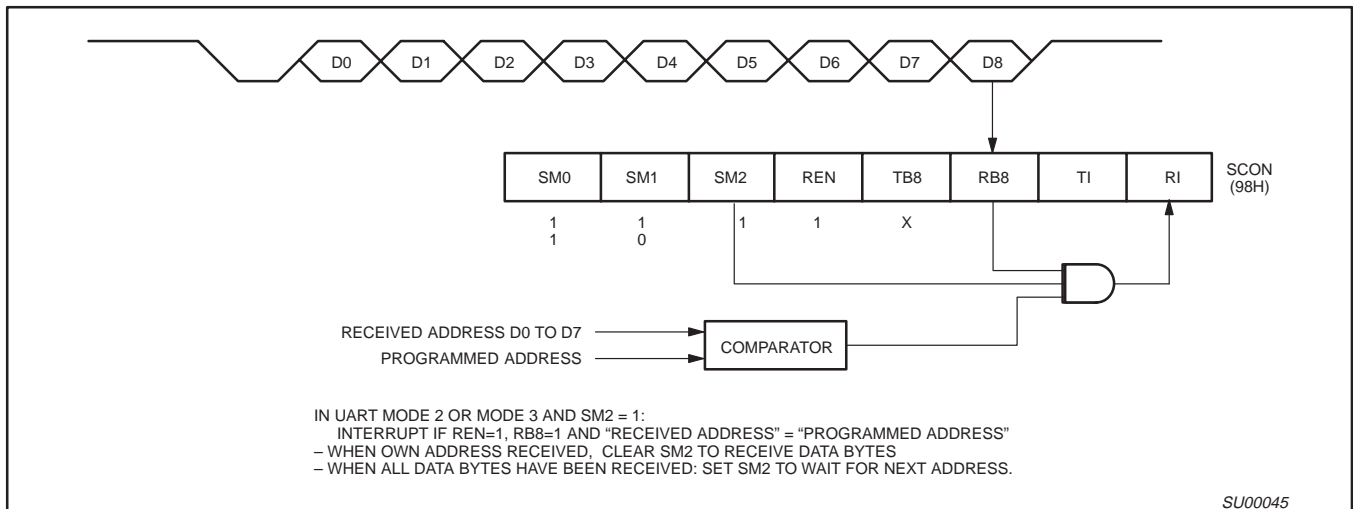 D0 D1 D2 D3 D4 D5 D6 D7 D8
SM0 SM1 SM2 REN TB8 RB8 TI RI
SCON
(98H)
1 1 1 1 X
1 0
RECEIVED ADDRESS D0 TO D7
PROGRAMMED ADDRESS
COMPARATOR
IN UART MODE 2 OR MODE 3 AND SM2 = 1:
INTERRUPT IF REN=1, RB8=1 AND “RECEIVED ADDRESS” = “PROGRAMMED ADDRESS”
– WHEN OWN ADDRESS RECEIVED, CLEAR SM2 TO RECEIVE DATA BYTES
– WHEN ALL DATA BYTES HAVE BEEN RECEIVED: SET SM2 TO WAIT FOR NEXT ADDRESS.
SU00045